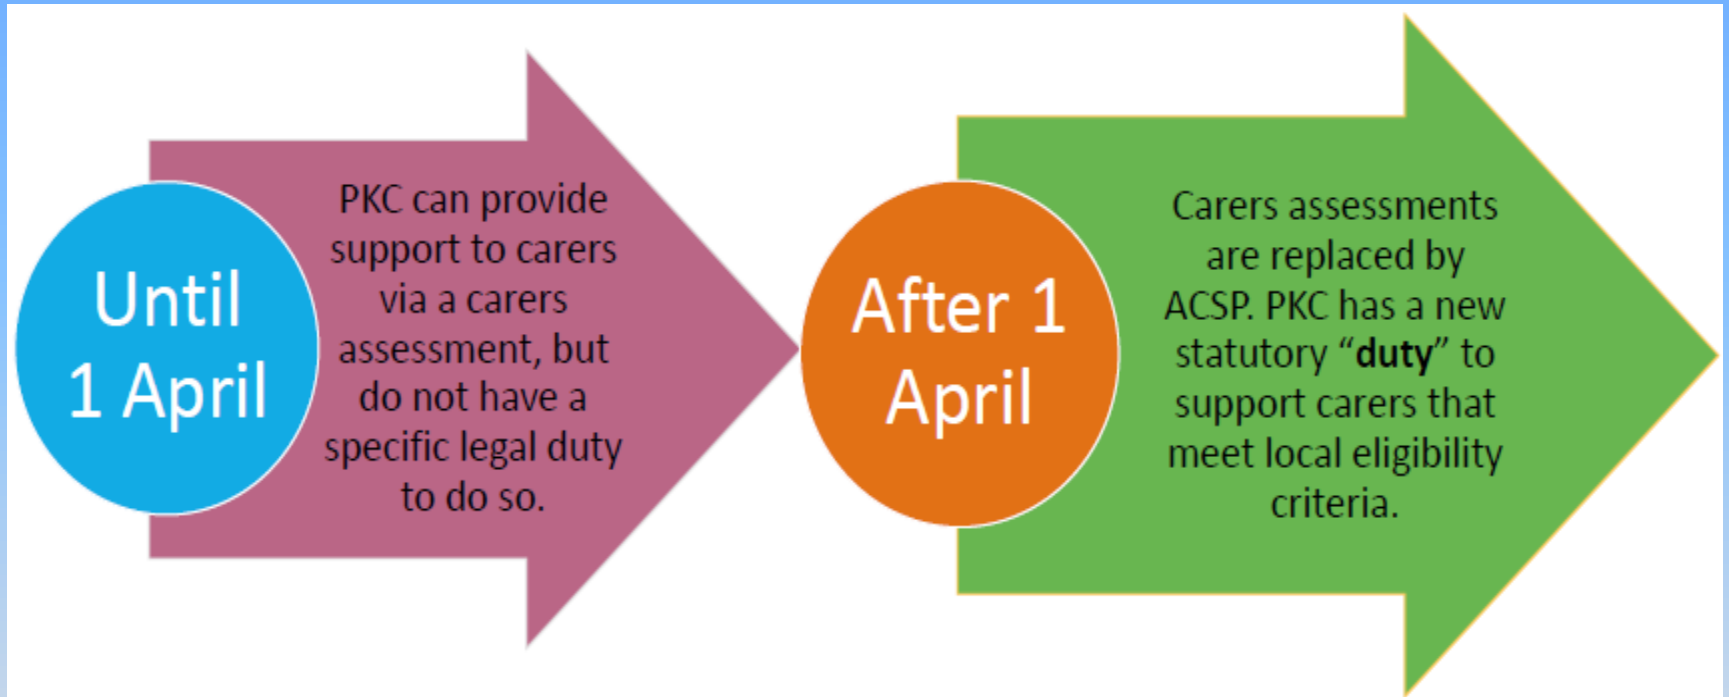 Until
1 April
PKC can provide
support to carers
via a carers
assessment, but
do not have a
specific legal duty
to do so.
After 1
April
Carers assessments
are replaced by
ACSP. PKC has a new
statutory “duty” to
support carers that
meet local eligibility
criteria.